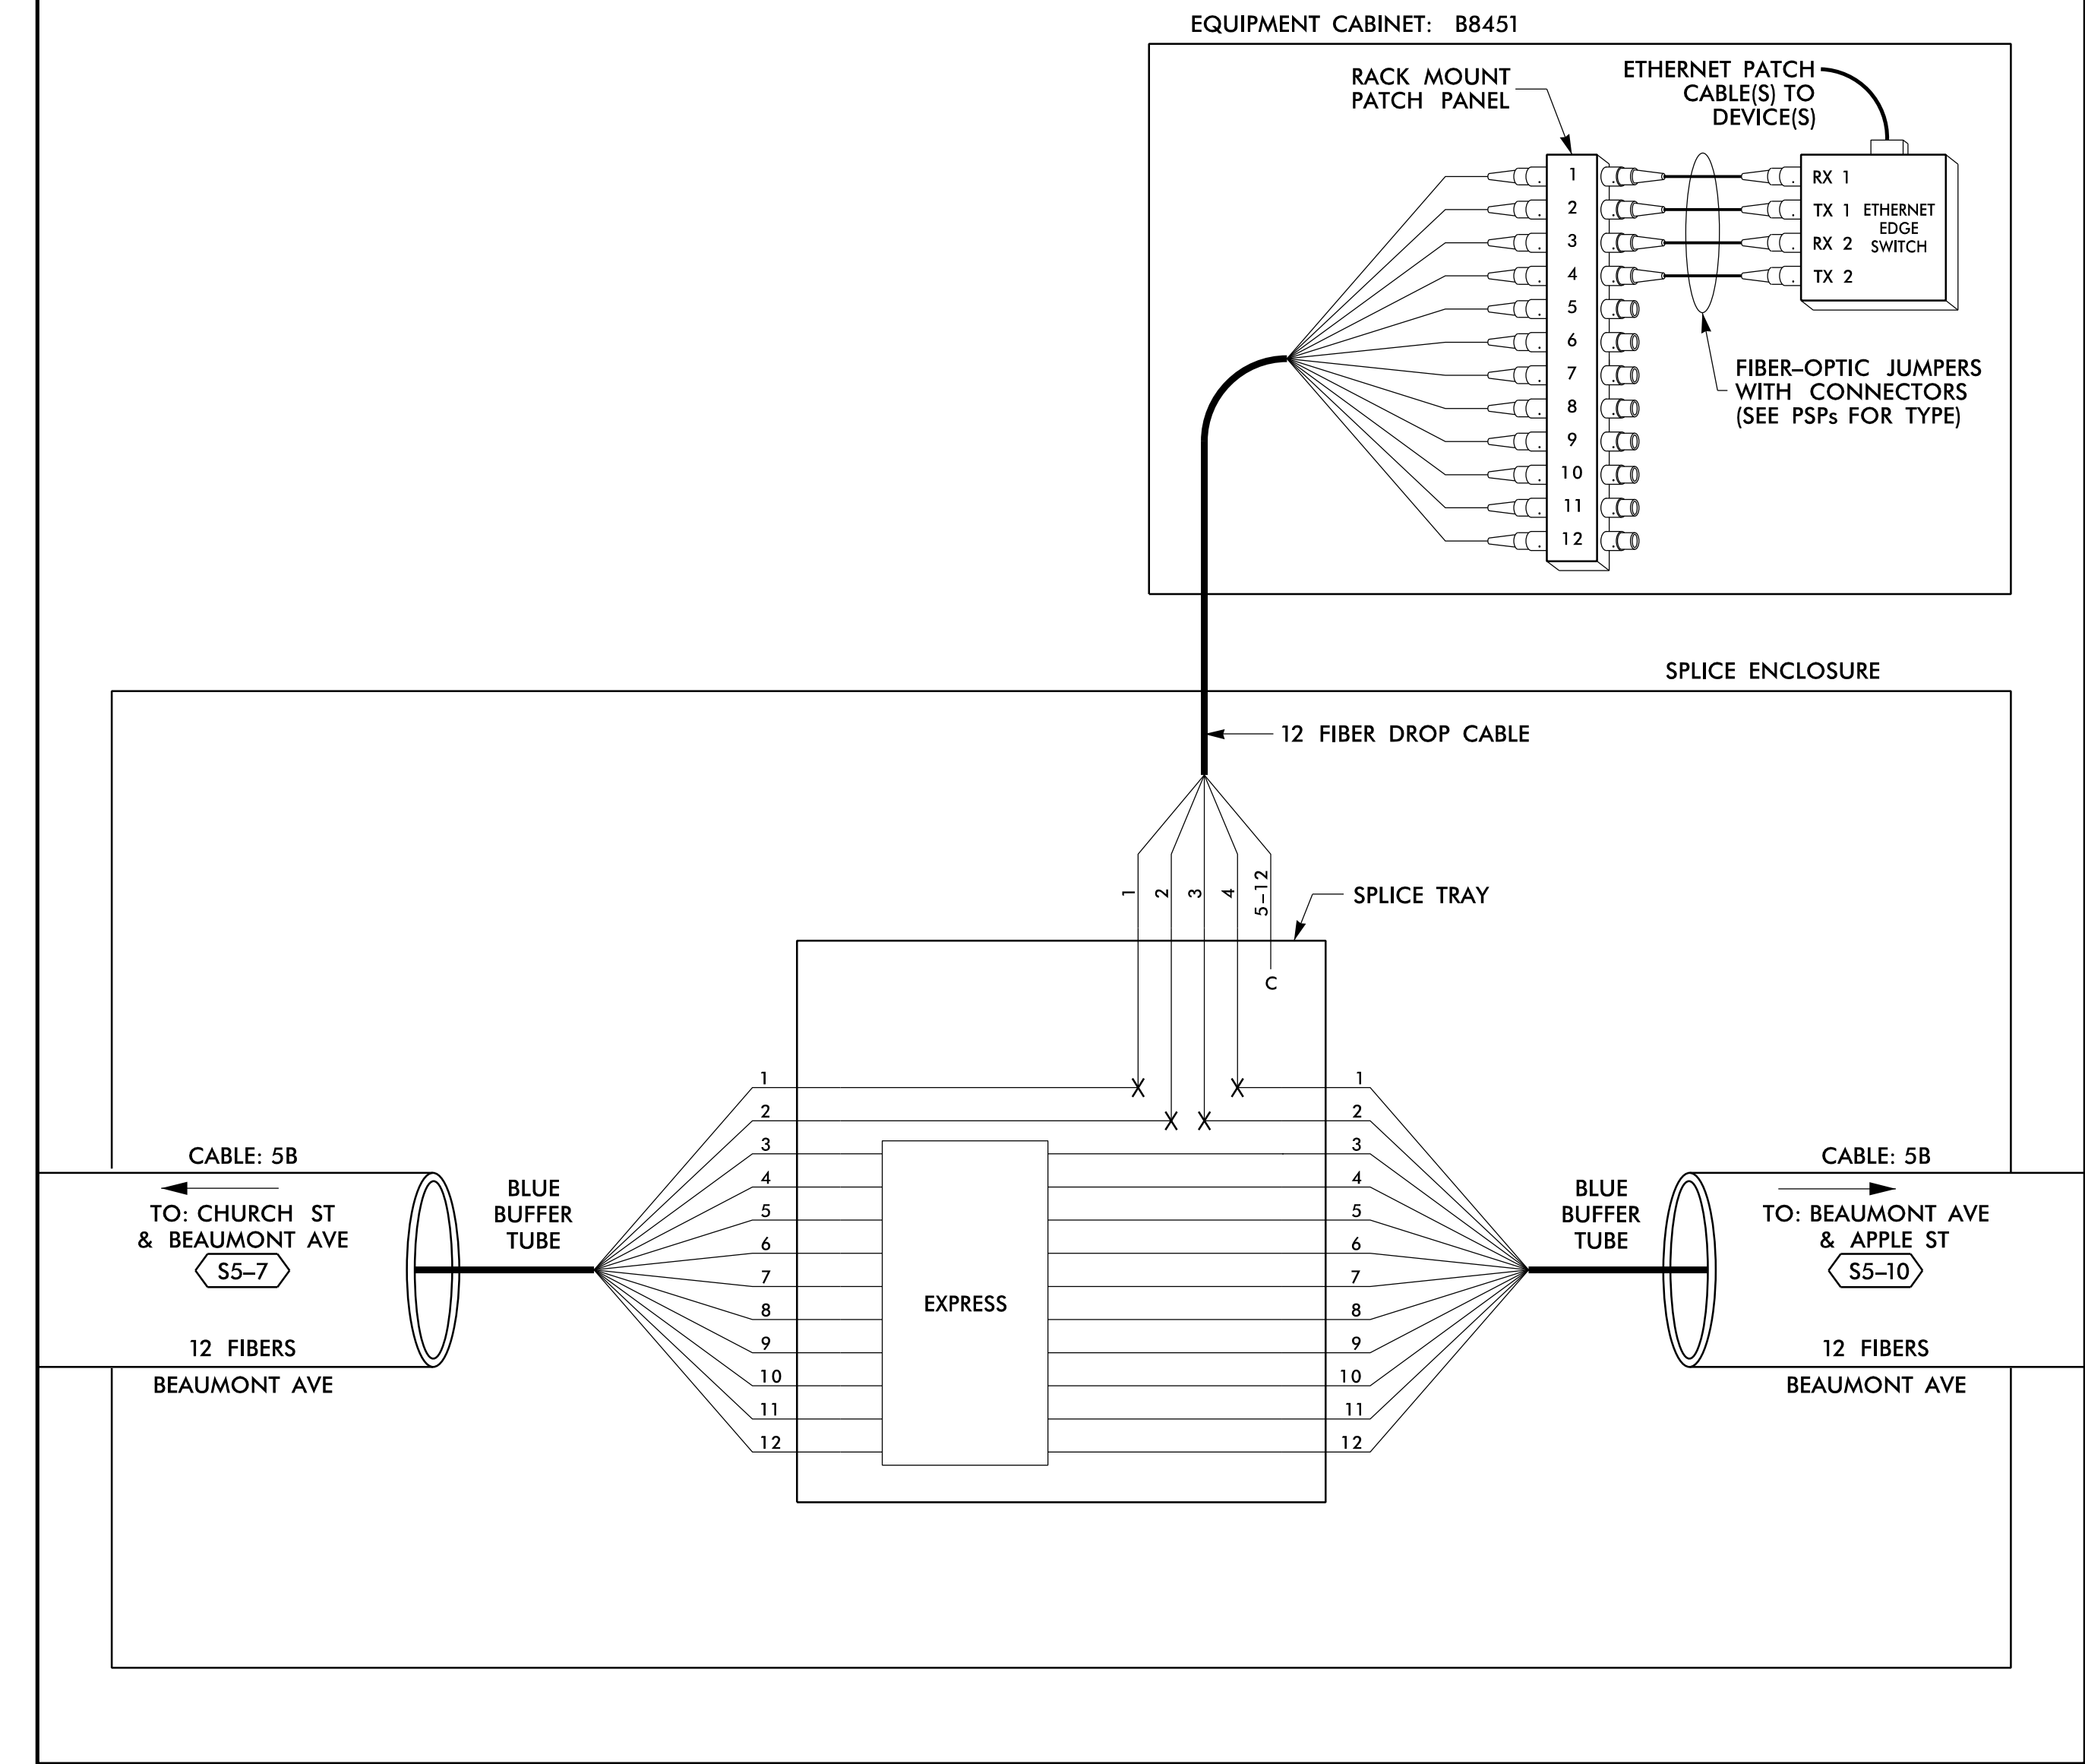 EQUIPMENT CABINET: B8451
RACK MOUNT
PATCH PANEL
ETHERNET PATCH
CABLE(S) TO
DEVICE(S)
1
2
3
4
5
6
7
8
9
10
11
12
RX 1
TX 1
RX 2
TX 2
ETHERNET
EDGE
SWITCH
FIBER-OPTIC JUMPERS
WITH CONNECTORS
(SEE PSPs FOR TYPE)
SPLICE ENCLOSURE
12 FIBER DROP CABLE
1
2
3
4
5-12
C
SPLICE TRAY
CABLE: 5B
TO: CHURCH ST
& BEAUMONT AVE
S5-7
12 FIBERS
BEAUMONT AVE
BLUE
BUFFER
TUBE
1
2
3
4
5
6
7
8
9
10
11
12
EXPRESS
1
2
3
4
5
6
7
8
9
10
11
12
BLUE
BUFFER
TUBE
CABLE: 5B
TO: BEAUMONT AVE
& APPLE ST
S5-10
12 FIBERS
BEAUMONT AVE